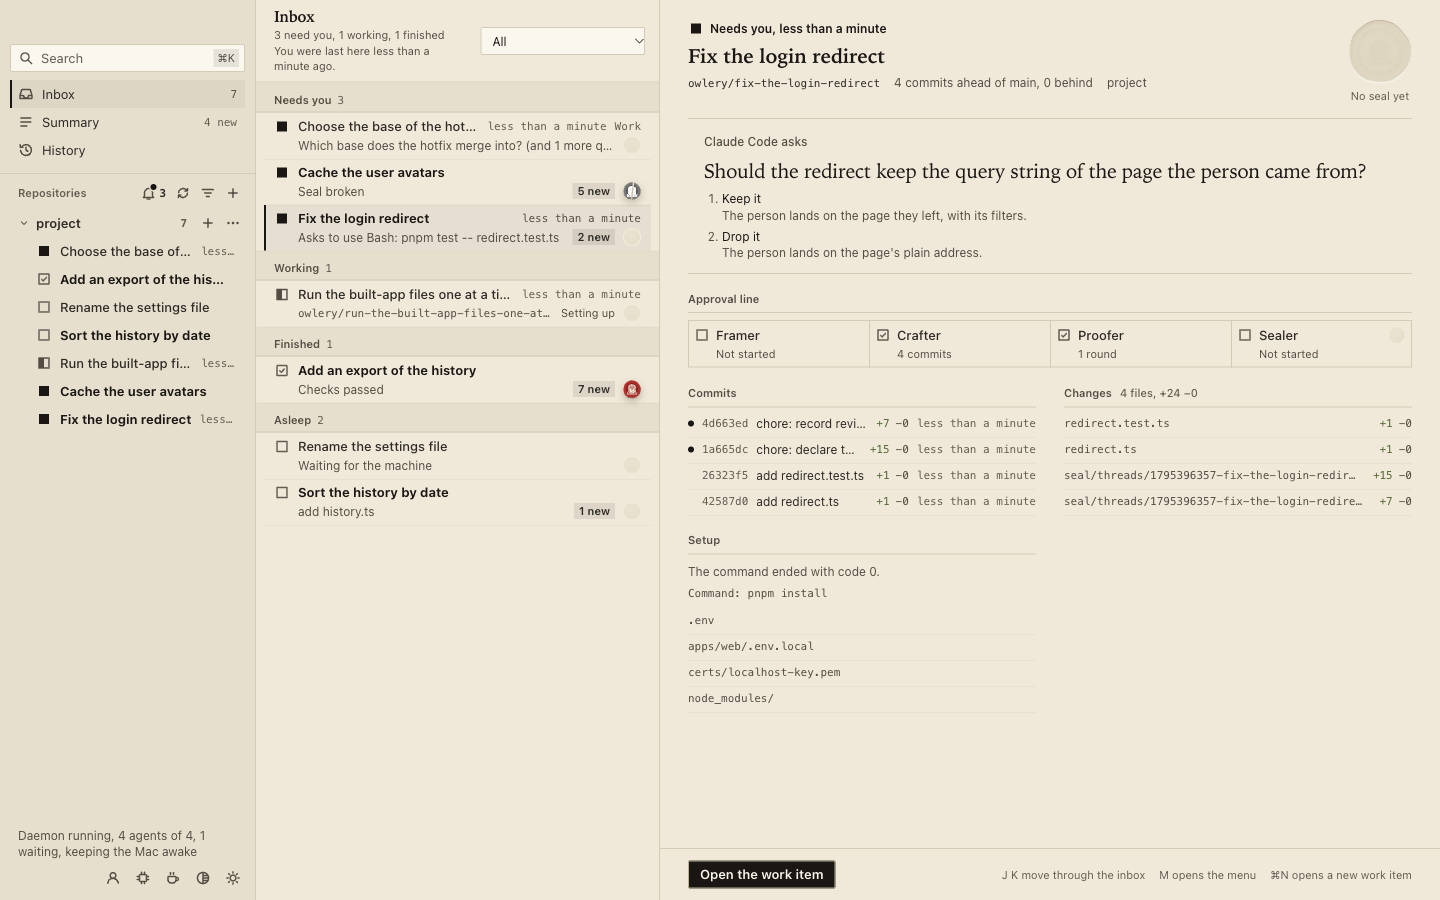 Search ⌘K
Inbox 7
Summary 4 new
History
Repositories 3
project 7
Choose the base of... less...
Add an export of the his...
Rename the settings file
Sort the history by date
Run the built-app fi... less...
Cache the user avatars
Fix the login redirect less...
Daemon running, 4 agents of 4, 1
waiting, keeping the Mac awake
Inbox
3 need you, 1 working, 1 finished
You were last here less than a
minute ago.
All
Needs you 3
Choose the base of the hot... less than a minute Work
Which base does the hotfix merge into? (and 1 more q...
Cache the user avatars
Seal broken 5 new
Fix the login redirect less than a minute
Asks to use Bash: pnpm test -- redirect.test.ts 2 new
Working 1
Run the built-app files one at a ti... less than a minute
owlery/run-the-built-app-files-one-at... Setting up
Finished 1
Add an export of the history
Checks passed 7 new
Asleep 2
Rename the settings file
Waiting for the machine
Sort the history by date
add history.ts 1 new
Needs you, less than a minute
Fix the login redirect
owlery/fix-the-login-redirect 4 commits ahead of main, 0 behind project
No seal yet
Claude Code asks
Should the redirect keep the query string of the page the person came from?
1. Keep it
The person lands on the page they left, with its filters.
2. Drop it
The person lands on the page's plain address.
Approval line
Framer
Not started
Crafter
4 commits
Proofer
1 round
Sealer
Not started
Commits
4d663ed chore: record revi... +7 −0 less than a minute
1a665dc chore: declare t... +15 −0 less than a minute
26323f5 add redirect.test.ts +1 −0 less than a minute
42587d0 add redirect.ts +1 −0 less than a minute
Changes 4 files, +24 −0
redirect.test.ts +1 −0
redirect.ts +1 −0
seal/threads/1795396357-fix-the-login-redir... +15 −0
seal/threads/1795396357-fix-the-login-redire... +7 −0
Setup
The command ended with code 0.
Command: pnpm install
.env
apps/web/.env.local
certs/localhost-key.pem
node_modules/
Open the work item
J K move through the inbox M opens the menu ⌘N opens a new work item